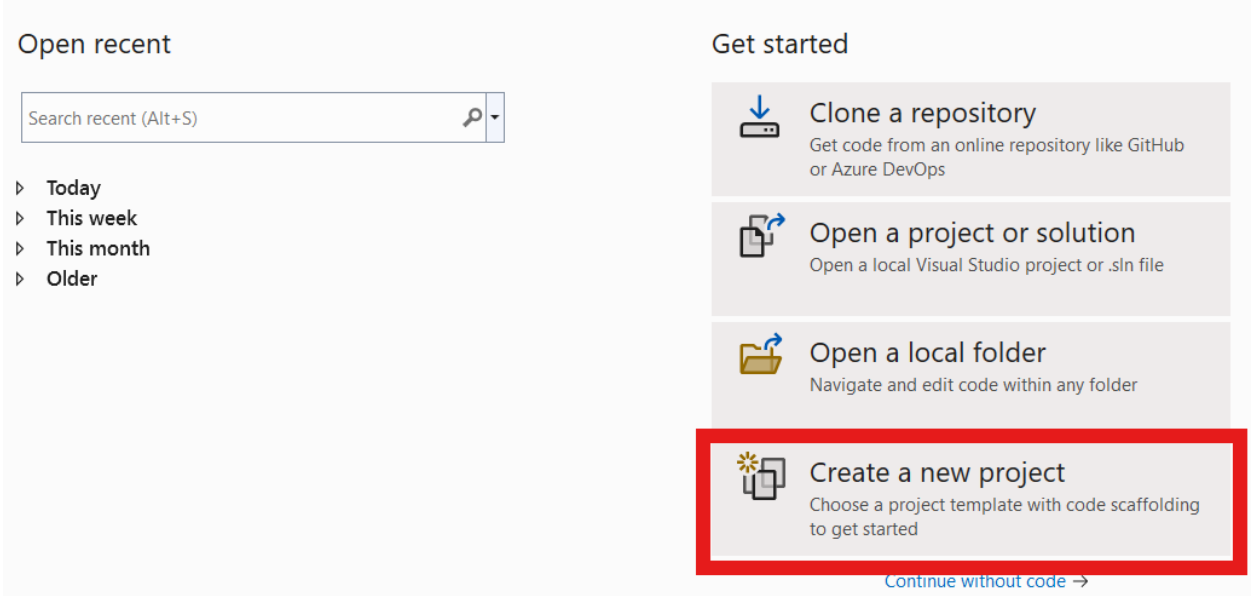 Open recent
Search recent (Alt+S)
Today
This week
This month
Older
Get started
Clone a repository
Get code from an online repository like GitHub
or Azure DevOps
Open a project or solution
Open a local Visual Studio project or .sln file
Open a local folder
Navigate and edit code within any folder
Create a new project
Choose a project template with code scaffolding
to get started
Continue without code →